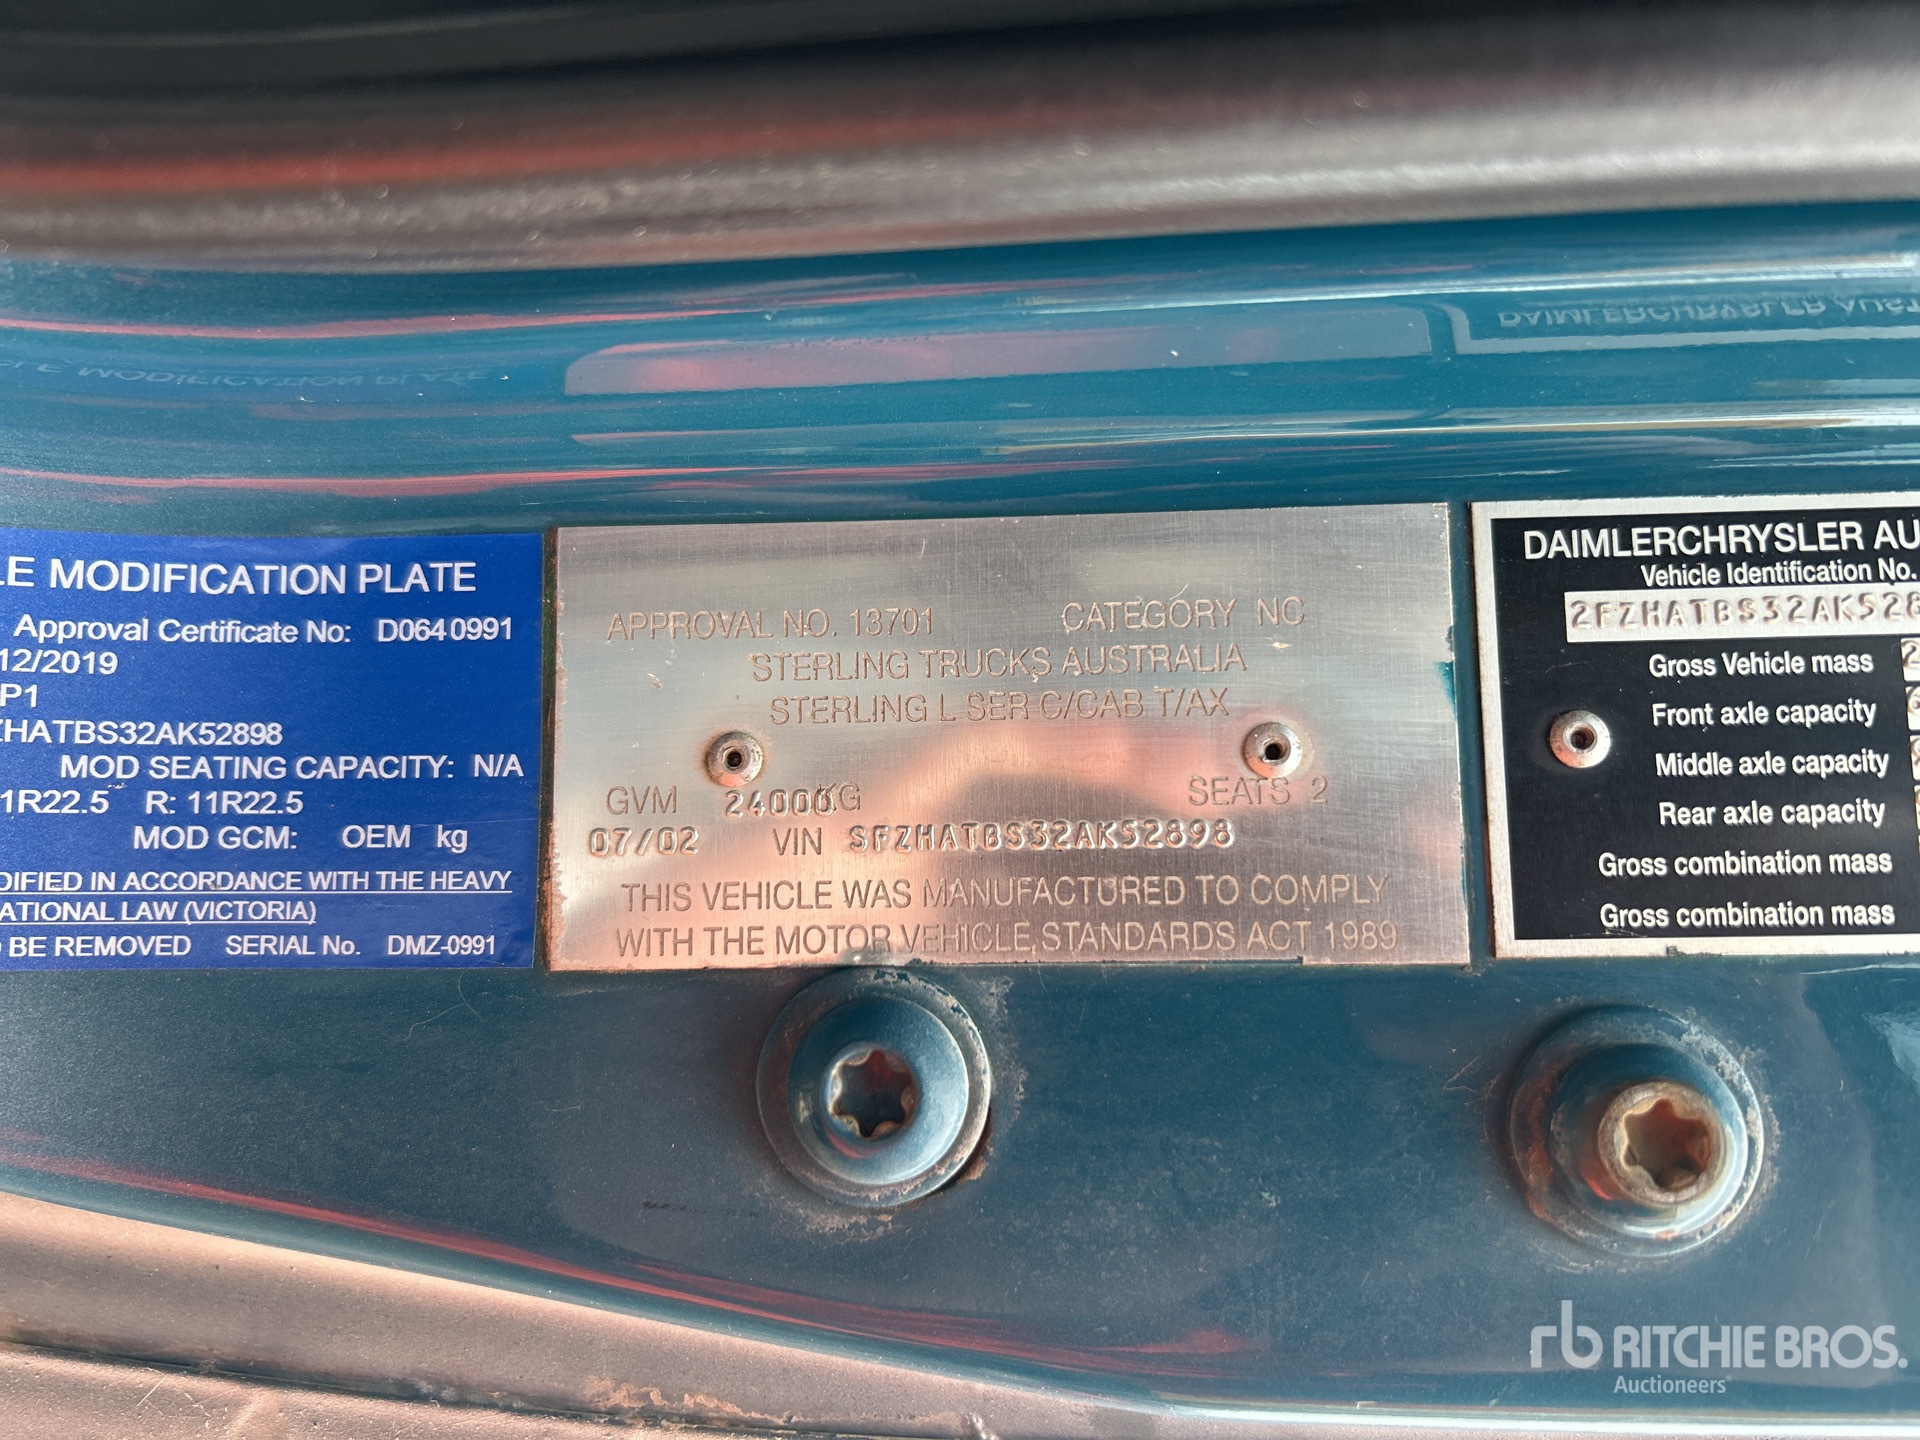 LE MODIFICATION PLATE
Approval Certificate No: D0640991
12/2019
P1
ZHATBS32AK52898
MOD SEATING CAPACITY: N/A
1R22.5 R: 11R22.5
MOD GCM: OEM kg
DIFIED IN ACCORDANCE WITH THE HEAVY
ATIONAL LAW (VICTORIA)
O BE REMOVED SERIAL No. DMZ-0991
APPROVAL NO. 13701 CATEGORY NC
STERLING TRUCKS AUSTRALIA
STERLING L SER C/CAB T/AX
GVM 24000KG SEATS 2
07/02 VIN SFZHATBS32AK52898
THIS VEHICLE WAS MANUFACTURED TO COMPLY
WITH THE MOTOR VEHICLE STANDARDS ACT 1989
DAIMLERCHRYSLER AU
Vehicle Identification No.
2FZHATBS32AK528
Gross Vehicle mass
Front axle capacity
Middle axle capacity
Rear axle capacity
Gross combination mass
Gross combination mass
rb RITCHIE BROS.
Auctioneers